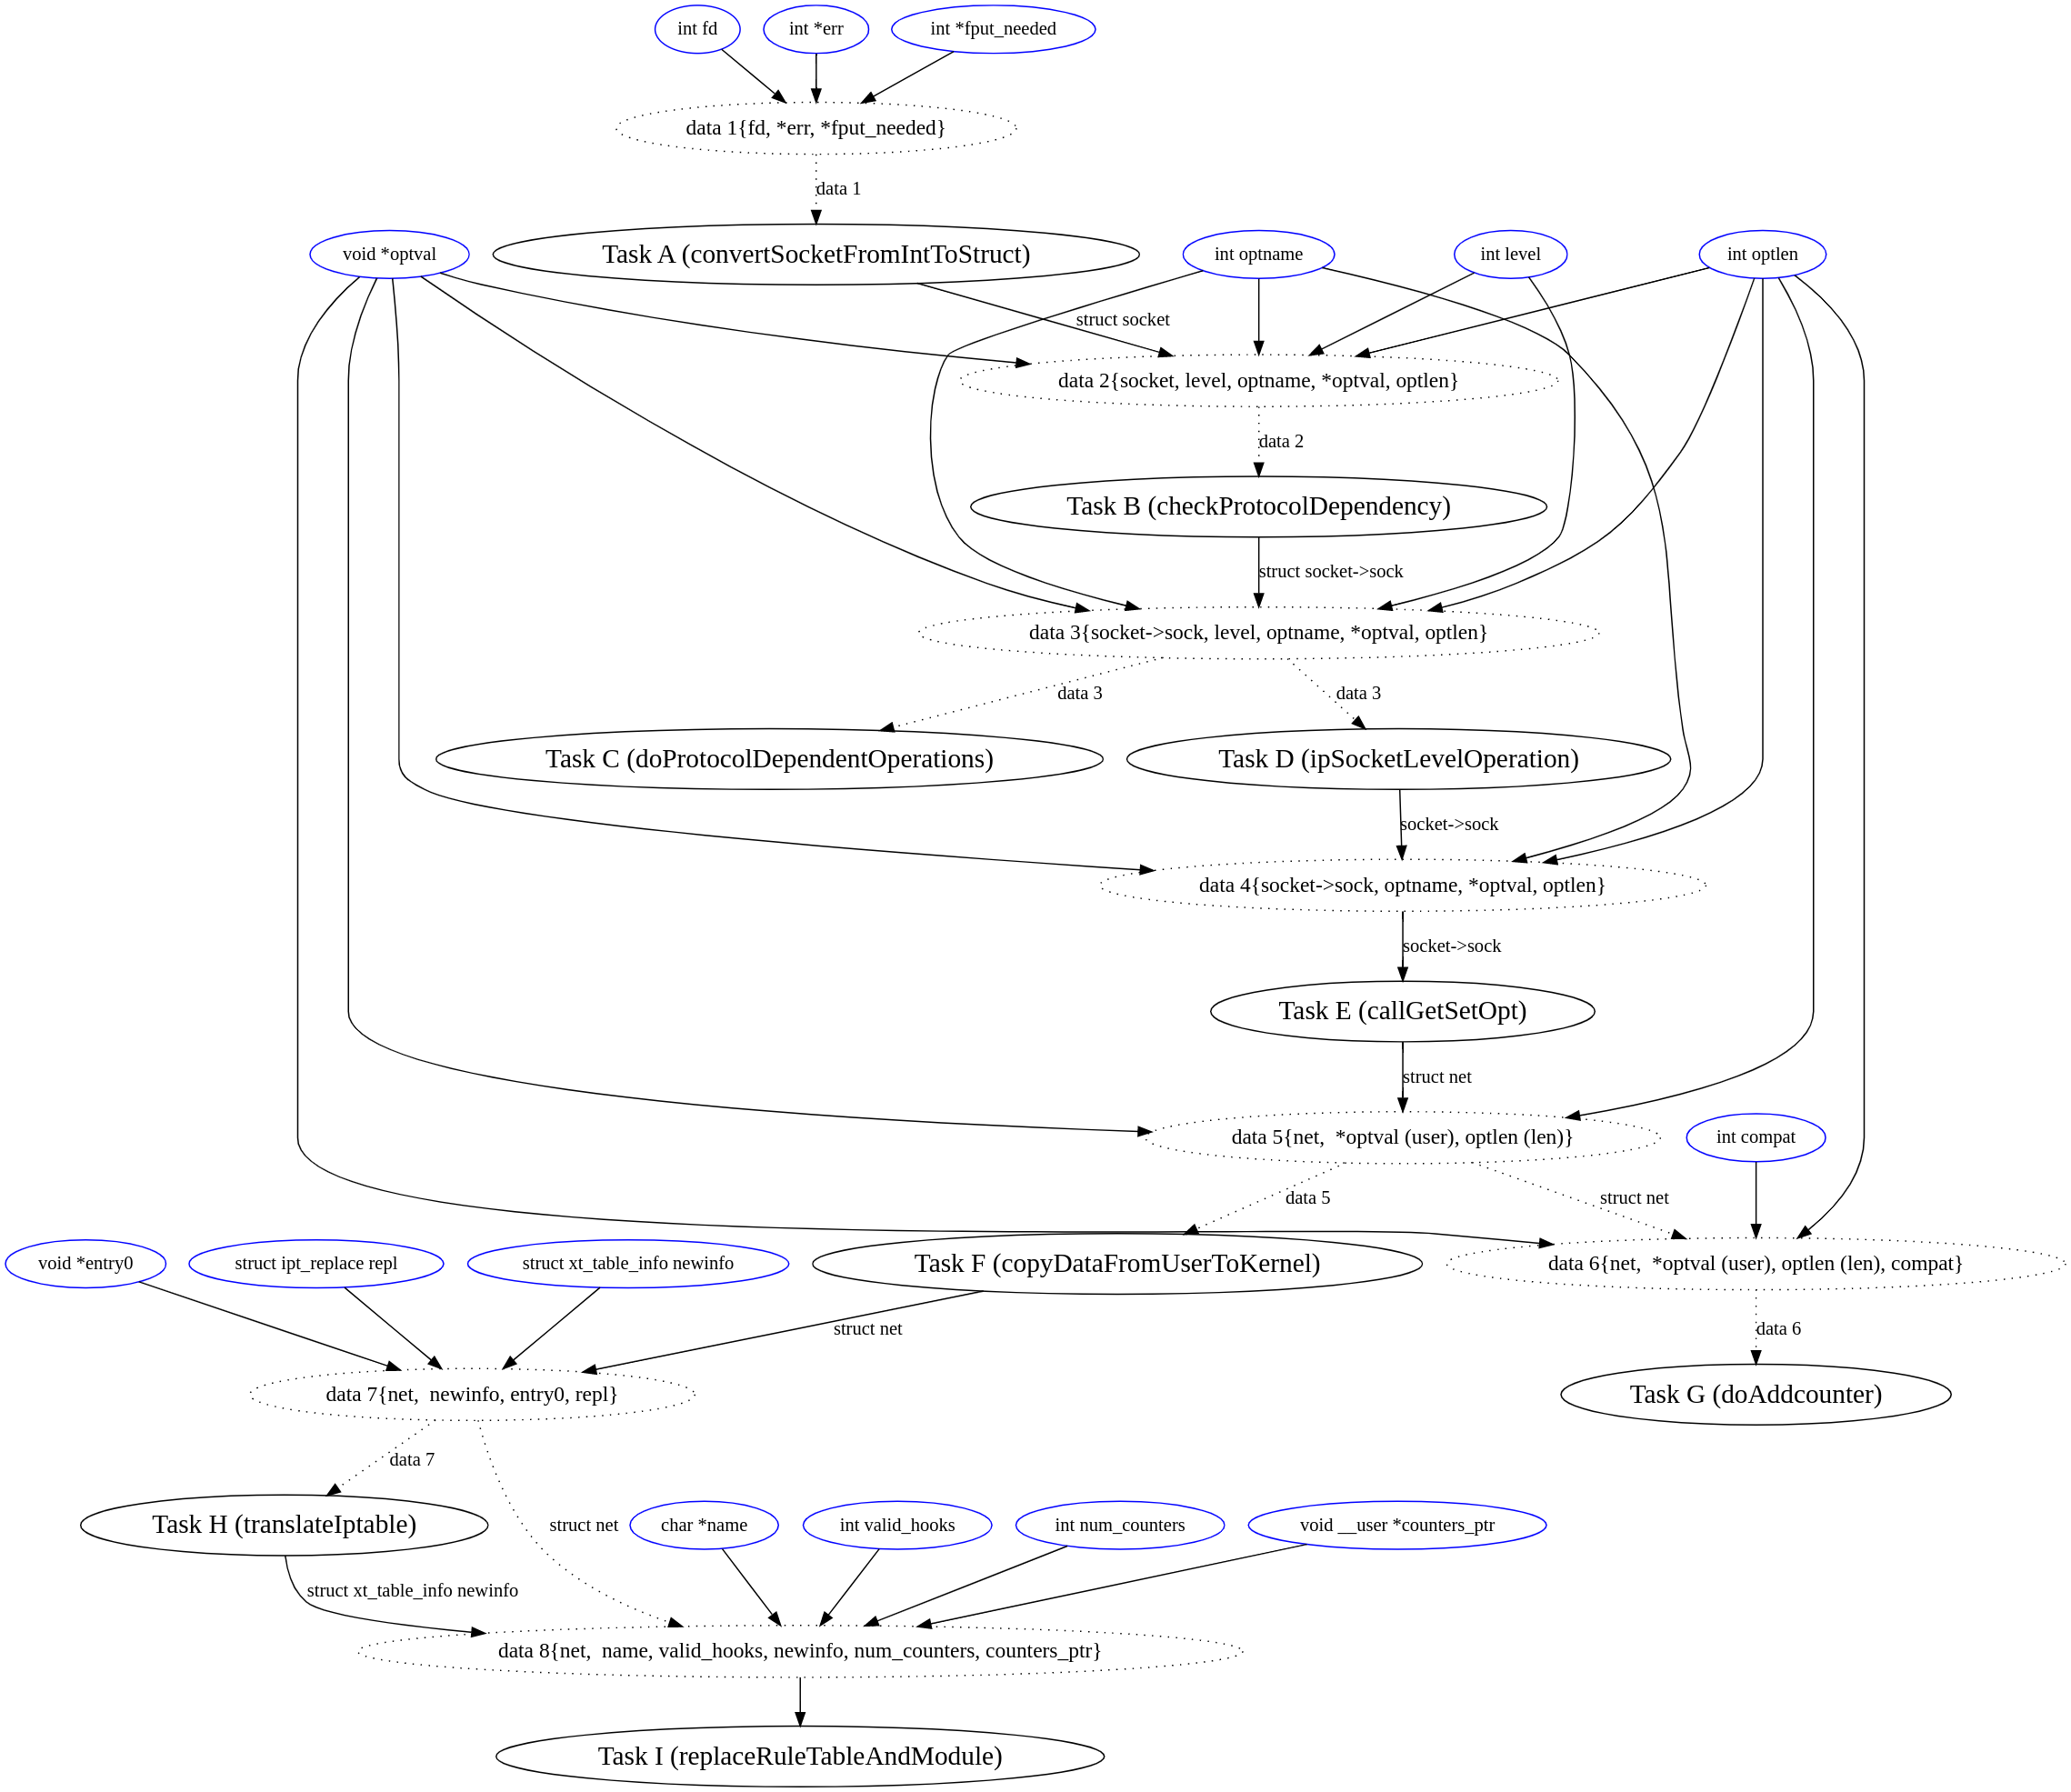 int fd
int *err
int *fput_needed
data 1{fd, *err, *fput_needed}
data 1
void *optval
Task A (convertSocketFromIntToStruct)
int optname
int level
int optlen
struct socket
data 2{socket, level, optname, *optval, optlen}
data 2
Task B (checkProtocolDependency)
struct socket->sock
data 3{socket->sock, level, optname, *optval, optlen}
data 3
data 3
Task C (doProtocolDependentOperations)
Task D (ipSocketLevelOperation)
socket->sock
data 4{socket->sock, optname, *optval, optlen}
socket->sock
Task E (callGetSetOpt)
struct net
data 5{net,  *optval (user), optlen (len)}
int compat
data 5
struct net
void *entry0
struct ipt_replace repl
struct xt_table_info newinfo
Task F (copyDataFromUserToKernel)
data 6{net,  *optval (user), optlen (len), compat}
struct net
data 6
data 7{net,  newinfo, entry0, repl}
Task G (doAddcounter)
data 7
Task H (translateIptable)
struct net
char *name
int valid_hooks
int num_counters
void __user *counters_ptr
struct xt_table_info newinfo
data 8{net,  name, valid_hooks, newinfo, num_counters, counters_ptr}
Task I (replaceRuleTableAndModule)